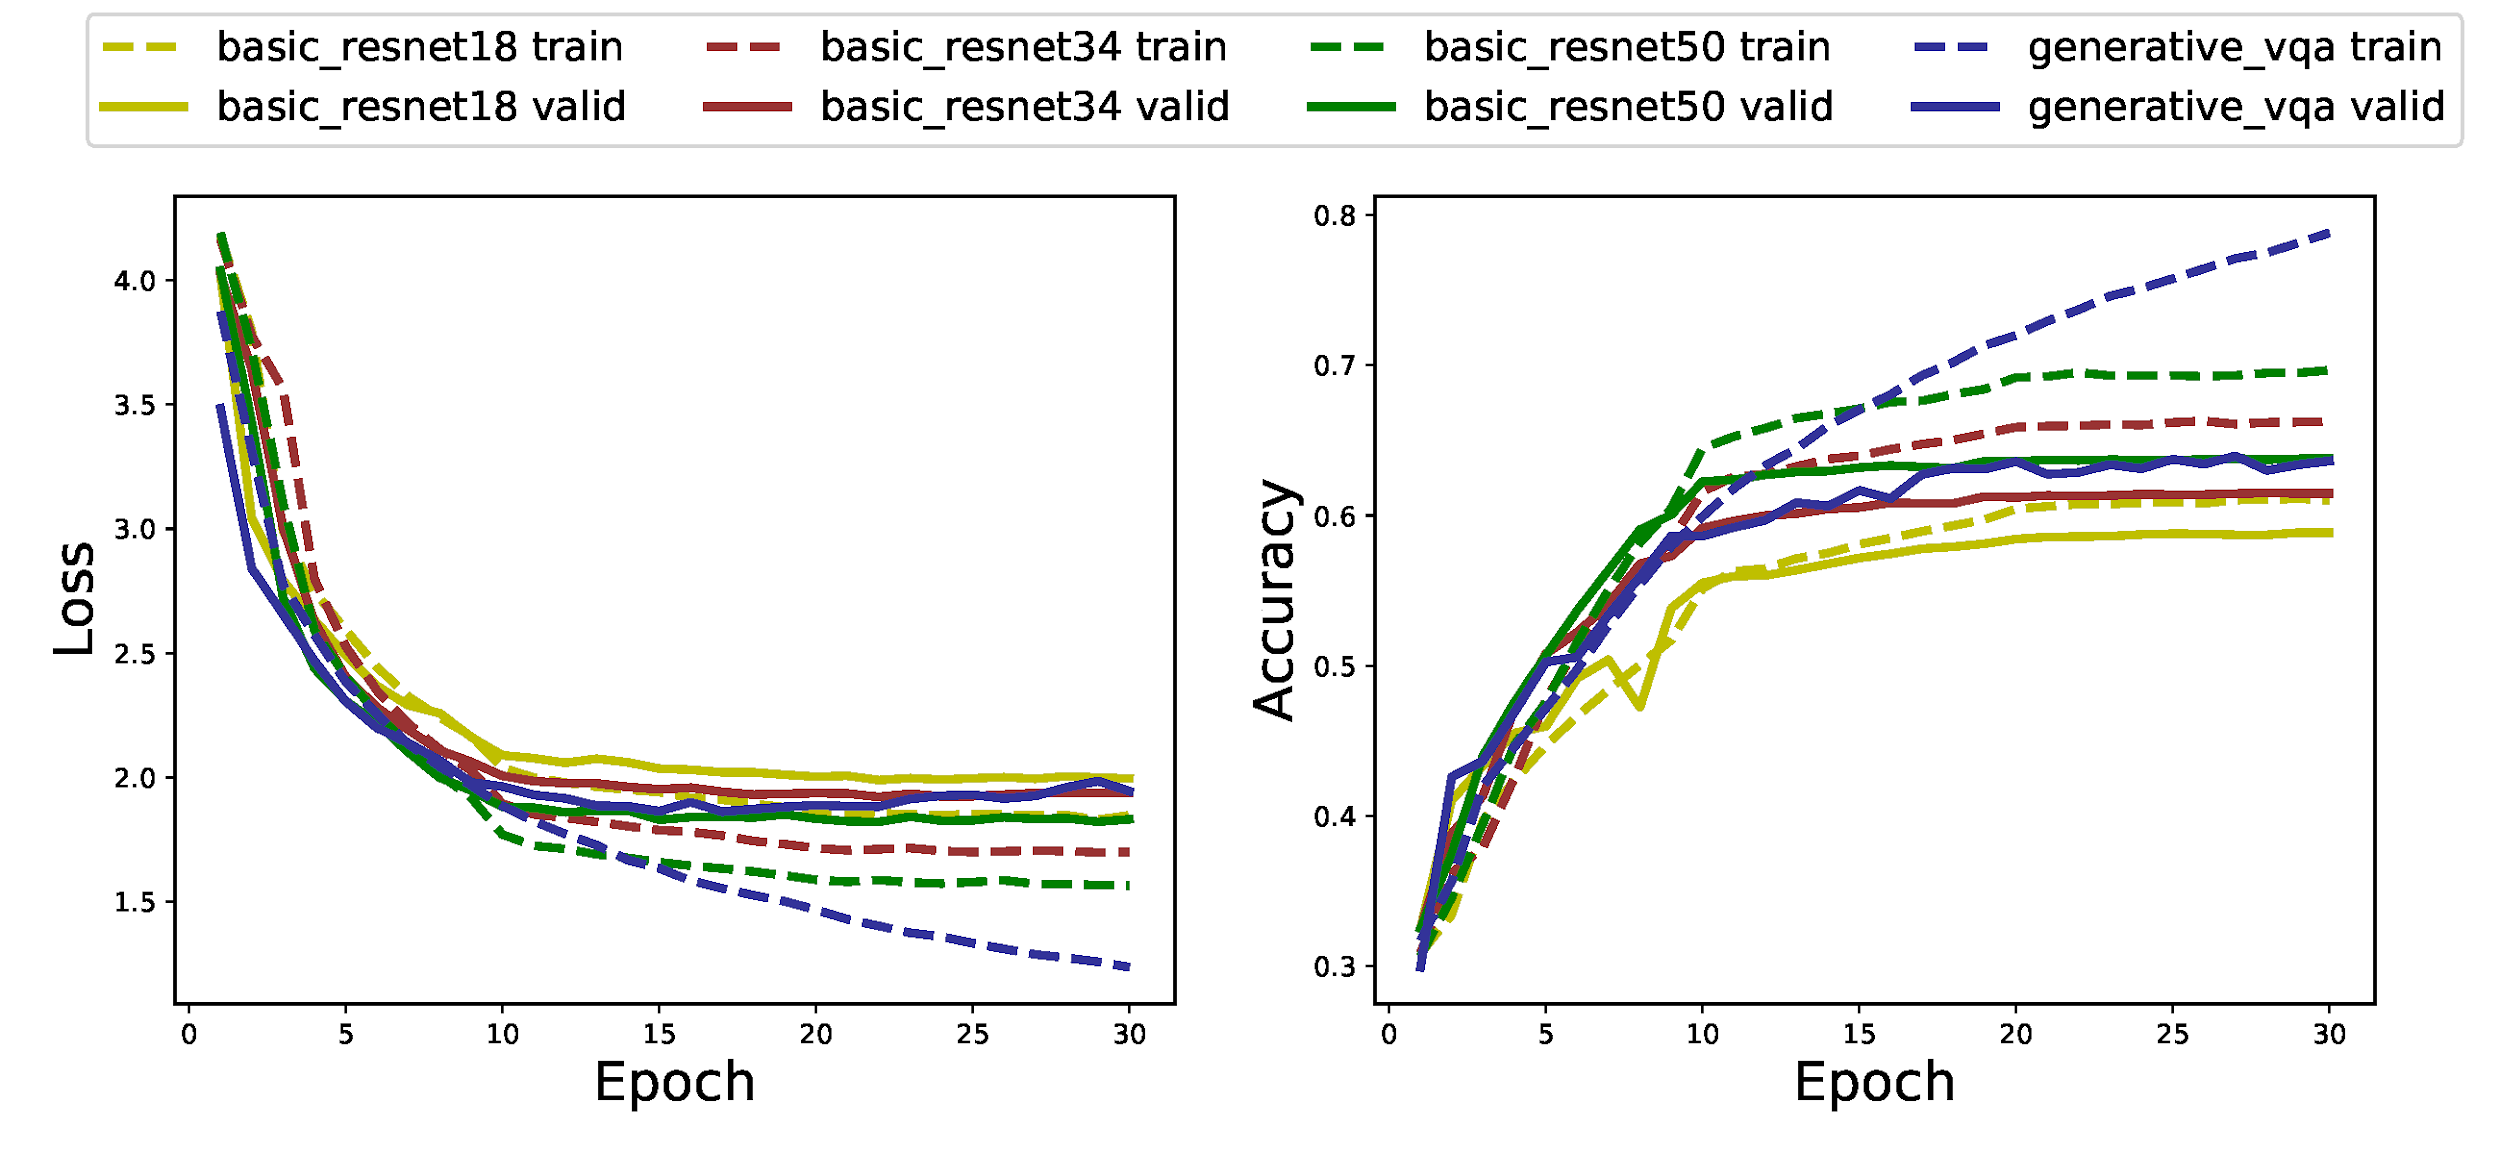 basic_resnet18 train basic_resnet34 train basic_resnet50 train generative_vqa train
basic_resnet18 valid basic_resnet34 valid basic_resnet50 valid generative_vqa valid
Loss
4.0
3.5
3.0
2.5
2.0
1.5
0 5 10 15 20 25 30
Epoch
Accuracy
0.8
0.7
0.6
0.5
0.4
0.3
0 5 10 15 20 25 30
Epoch